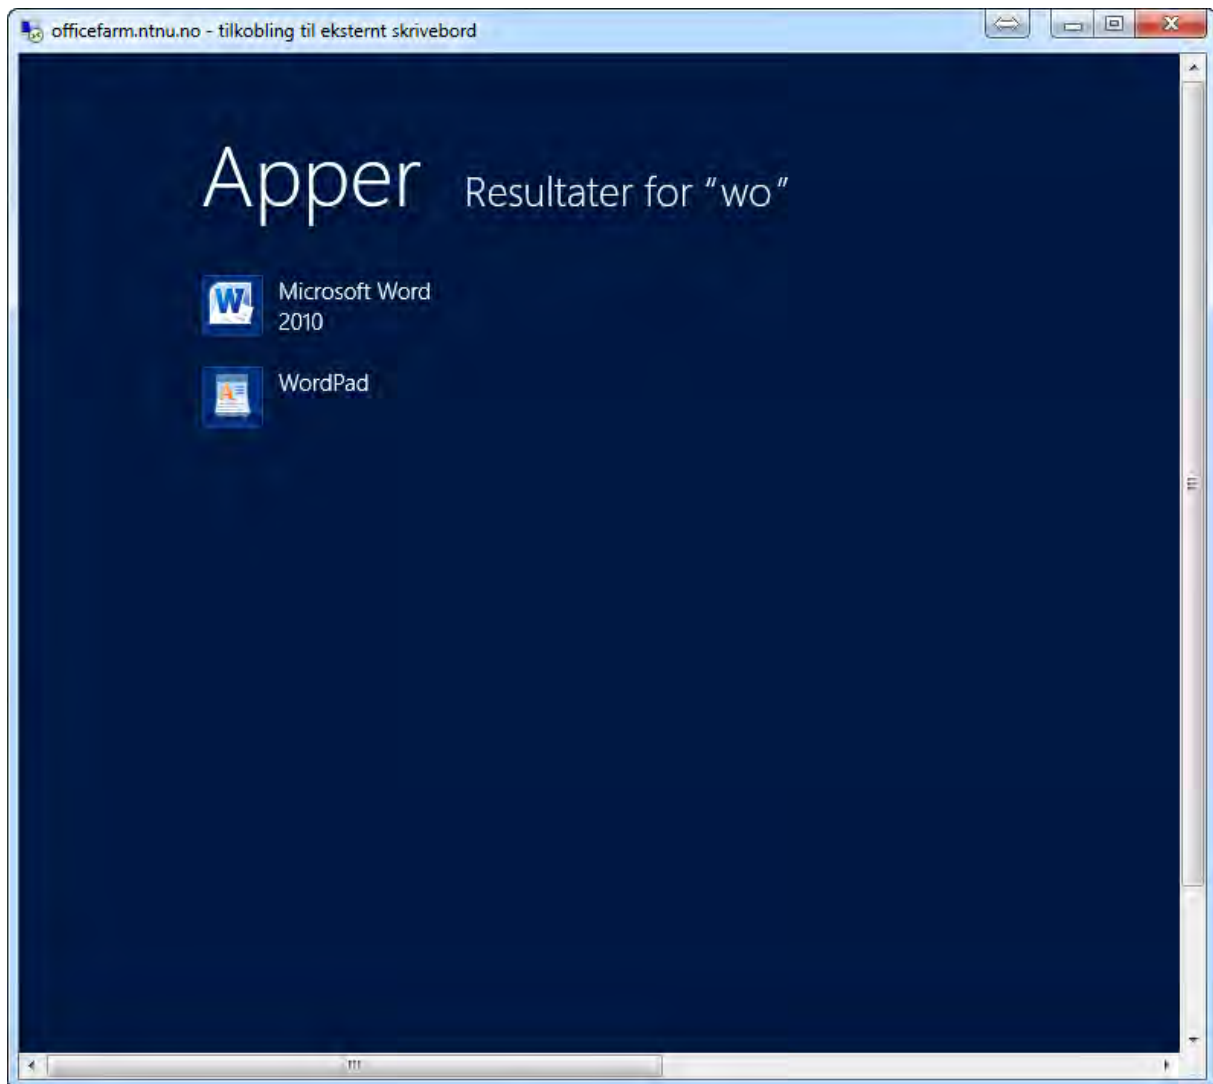 officefarm.ntnu.no - tilkobling til eksternt skrivebord
Apper Resultater for "wo"
Microsoft Word
2010
WordPad